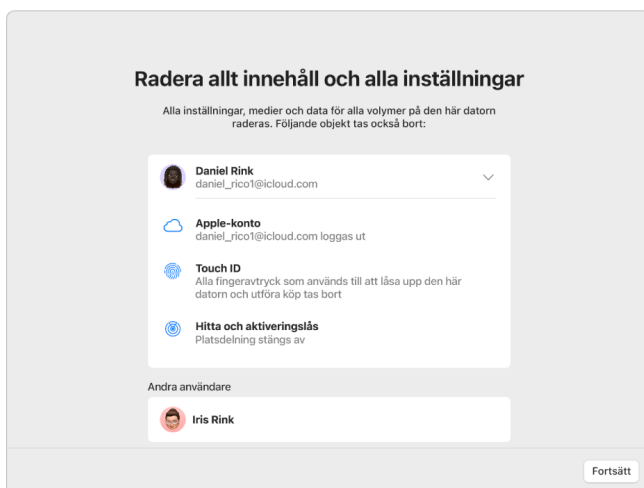 Radera allt innehåll och alla inställningar
Alla inställningar, medier och data för alla volymer på den här datorn
raderas. Följande objekt tas också bort:
Daniel Rink
daniel_rico1@icloud.com
Apple-konto
daniel_rico1@icloud.com loggas ut
Touch ID
Alla fingeravtryck som används till att låsa upp den här
datorn och utföra köp tas bort
Hitta och aktiveringslås
Platsdelning stängs av
Andra användare
Iris Rink
Fortsätt